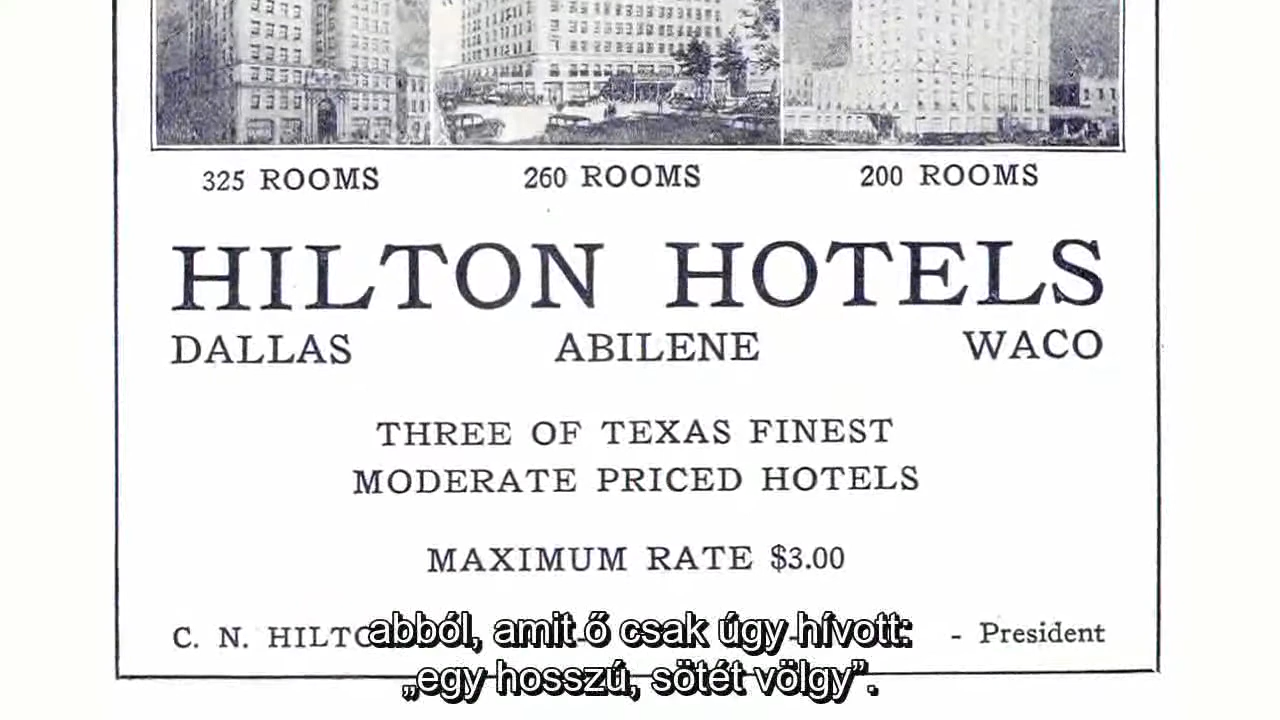 325 ROOMS 260 ROOMS 200 ROOMS
HILTON HOTELS
DALLAS ABILENE WACO
THREE OF TEXAS FINEST
MODERATE PRICED HOTELS
MAXIMUM RATE $3.00
C. N. HILTO - - - President
abból, amit ő csak úgy hívott:
„egy hosszú, sötét völgy”.